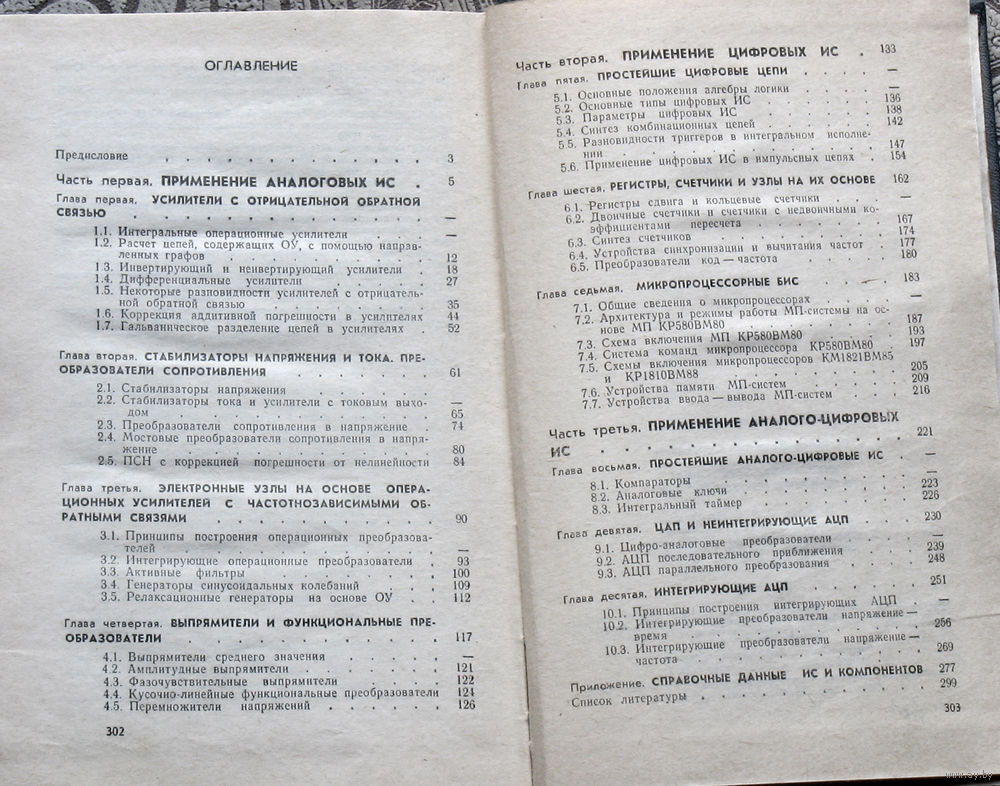 ОГЛАВЛЕНИЕ
Предисловие . . . . . . . . . . . . . 3
Часть первая. ПРИМЕНЕНИЕ АНАЛОГОВЫХ ИС . 5
Глава первая. УСИЛИТЕЛИ С ОТРИЦАТЕЛЬНОЙ ОБРАТНОЙ
СВЯЗЬЮ . . . . . . . . . . . . —
1.1. Интегральные операционные усилители . . . . —
1.2. Расчет цепей, содержащих ОУ, с помощью направ-
ленных графов . . . . . . . . . 12
1.3. Инвертирующий и неинвертирующий усилители . 18
1.4. Дифференциальные усилители . . . . . 27
1.5. Некоторые разновидности усилителей с отрицатель-
ной обратной связью . . . . . . . . 35
1.6. Коррекция аддитивной погрешности в усилителях 44
1.7. Гальваническое разделение цепей в усилителях . 52
Глава вторая. СТАБИЛИЗАТОРЫ НАПРЯЖЕНИЯ И ТОКА. ПРЕ-
ОБРАЗОВАТЕЛИ СОПРОТИВЛЕНИЯ . . . . . . 61
2.1. Стабилизаторы напряжения
2.2. Стабилизаторы тока и усилители с токовым выхо- —
дом . . . . . . . . . . . . 65
2.3. Преобразователи сопротивления в напряжение . 74
2.4. Мостовые преобразователи сопротивления в напря-
жение . . . . . . . . . . . 80
2.5. ПСН с коррекцией погрешности от нелинейности 84
Глава третья. ЭЛЕКТРОННЫЕ УЗЛЫ НА ОСНОВЕ ОПЕРА-
ЦИОННЫХ УСИЛИТЕЛЕЙ С ЧАСТОТНОЗАВИСИМЫМИ ОБ-
РАТНЫМИ СВЯЗЯМИ . . . . . . . . . . 90
3.1. Принципы построения операционных преобразова-
телей . . . . . . . . . . . —
3.2. Интегрирующие операционные преобразователи . 93
3.3. Активные фильтры . . . . . . . . 100
3.4. Генераторы синусоидальных колебаний . . . 109
3.5. Релаксационные генераторы на основе ОУ . . 112
Глава четвертая. ВЫПРЯМИТЕЛИ И ФУНКЦИОНАЛЬНЫЕ ПРЕ-
ОБРАЗОВАТЕЛИ . . . . . . . . . . . 117
4.1. Выпрямители среднего значения . . . . . —
4.2. Амплитудные выпрямители . . . . . . 121
4.3. Фазочувствительные выпрямители . . . . 122
4.4. Кусочно-линейные функциональные преобразователи 124
4.5. Перемножители напряжений . . . . . . 126
302
Часть вторая. ПРИМЕНЕНИЕ ЦИФРОВЫХ ИС . 133
Глава пятая. ПРОСТЕЙШИЕ ЦИФРОВЫЕ ЦЕПИ . . . . —
5.1. Основные положения алгебры логики . . . . —
5.2. Основные типы цифровых ИС . . . . . 136
5.3. Параметры цифровых ИС . . . . . . 138
5.4. Синтез комбинационных цепей . . . . . 142
5.5. Разновидности триггеров в интегральном исполне-
нии . . . . . . . . . . . . 147
5.6. Применение цифровых ИС в импульсных цепях . 154
Глава шестая. РЕГИСТРЫ, СЧЕТЧИКИ И УЗЛЫ НА ИХ ОСНОВЕ 162
6.1. Регистры сдвига и кольцевые счетчики . . . —
6.2. Двоичные счетчики и счетчики с недвоичными ко-
эффициентами пересчета . . . . . . . 167
6.3. Синтез счетчиков . . . . . . . . 174
6.4. Устройства синхронизации и вычитания частот . 177
6.5. Преобразователи код — частота . . . . . 180
Глава седьмая. МИКРОПРОЦЕССОРНЫЕ БИС . . . . 183
7.1. Общие сведения о микропроцессорах . . . . —
7.2. Архитектура и режимы работы МП-системы на ос-
нове МП КР580ВМ80 . . . . . . . . 187
7.3. Схема включения МП КР580ВМ80 . . . . 193
7.4. Система команд микропроцессора КР580ВМ80 . 197
7.5. Схемы включения микропроцессоров КМ1821ВМ85
и КР1810ВМ88 . . . . . . . . . 205
7.6. Устройства памяти МП-систем . . . . . 209
7.7. Устройства ввода — вывода МП-систем . . . 216
Часть третья. ПРИМЕНЕНИЕ АНАЛОГО-ЦИФРОВЫХ
ИС . . . . . . . . . . . . . 221
Глава восьмая. ПРОСТЕЙШИЕ АНАЛОГО-ЦИФРОВЫЕ ИС . . —
8.1. Компараторы . . . . . . . . . 223
8.2. Аналоговые ключи . . . . . . . . 226
8.3. Интегральный таймер . . . . . . .
Глава девятая. ЦАП И НЕИНТЕГРИРУЮЩИЕ АЦП . . . 230
9.1. Цифро-аналоговые преобразователи . . . . —
9.2. АЦП последовательного приближения . . . 239
9.3. АЦП параллельного преобразования . . . . 248
Глава десятая. ИНТЕГРИРУЮЩИЕ АЦП . . . . . 251
10.1. Принципы построения интегрирующих АЦП . —
10.2. Интегрирующие преобразователи напряжение —
время . . . . . . . . . . . 256
10.3. Интегрирующие преобразователи напряжение —
частота . . . . . . . . . . . 269
Приложение. СПРАВОЧНЫЕ ДАННЫЕ ИС И КОМПОНЕНТОВ 277
Список литературы . . . . . . . . . . 299
303
www.ay.by